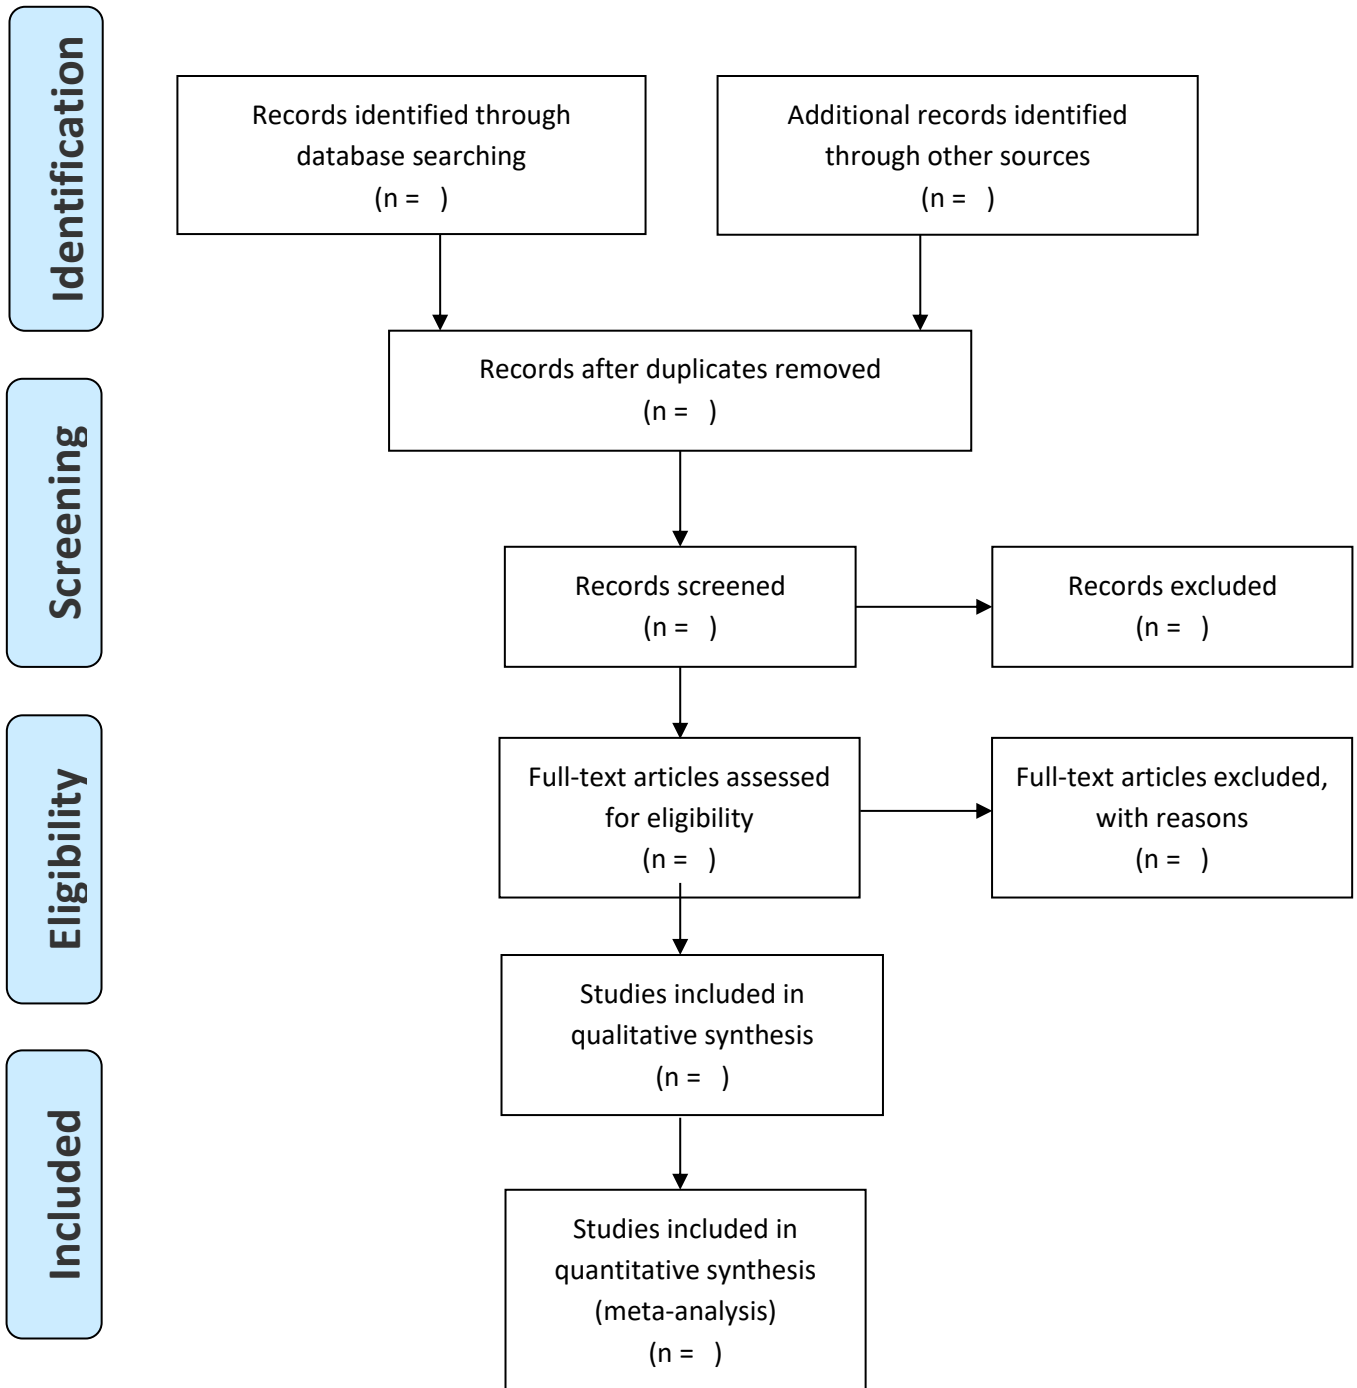 Identification
Records identified through
database searching
(n =   )
Additional records identified
through other sources
(n =   )
Records after duplicates removed
(n =   )
Screening
Records screened
(n =   )
Records excluded
(n =   )
Eligibility
Full-text articles assessed
for eligibility
(n =   )
Full-text articles excluded,
with reasons
(n =   )
Studies included in
qualitative synthesis
(n =   )
Included
Studies included in
quantitative synthesis
(meta-analysis)
(n =   )